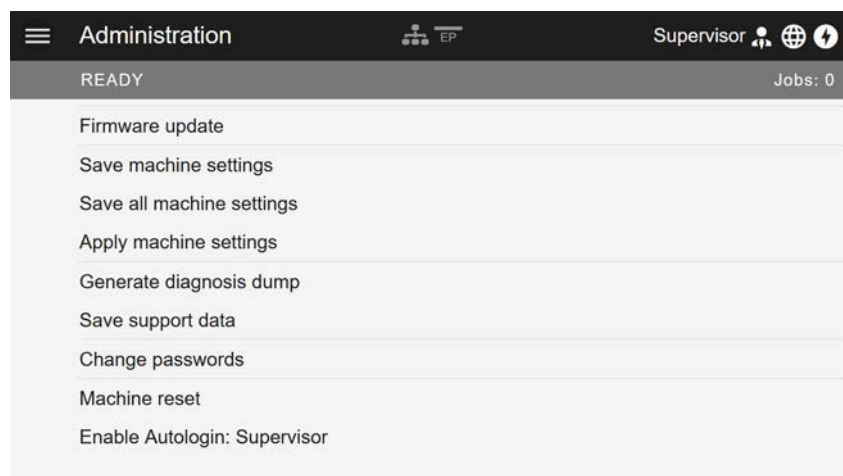 Administration EP Supervisor
READY Jobs: 0
Firmware update
Save machine settings
Save all machine settings
Apply machine settings
Generate diagnosis dump
Save support data
Change passwords
Machine reset
Enable Autologin: Supervisor